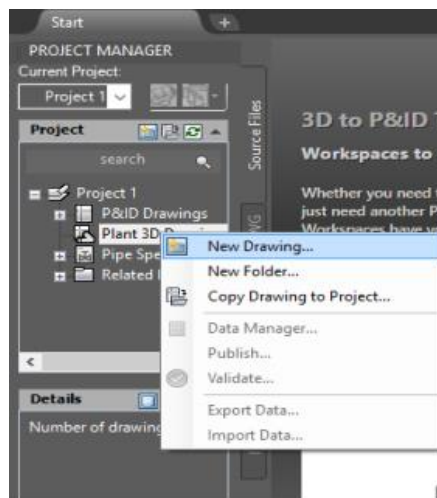 Start
+
PROJECT MANAGER
Current Project:
Project 1
Project
search
Project 1
P&ID Drawings
Plant 3D
Pipe Spe
Related
Details
Number of drawin
Source Files
WG
3D to P&ID
Workspaces to
Whether you need
just need another P
Workspaces have
New Drawing...
New Folder...
Copy Drawing to Project...
Data Manager...
Publish...
Validate...
Export Data...
Import Data...